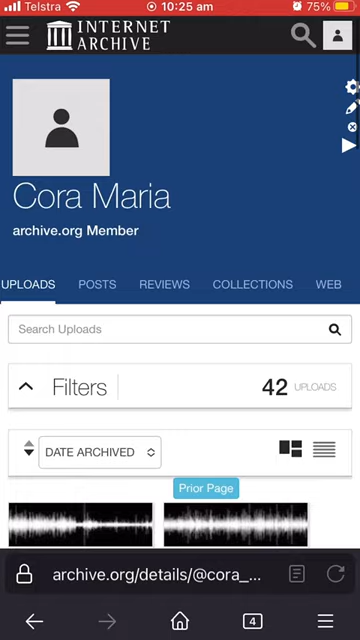 Telstra 10:25 am 75%
INTERNET
ARCHIVE
Cora Maria
archive.org Member
UPLOADS POSTS REVIEWS COLLECTIONS WEB
Search Uploads
Filters 42 UPLOADS
DATE ARCHIVED
Prior Page
archive.org/details/@cora_...
4